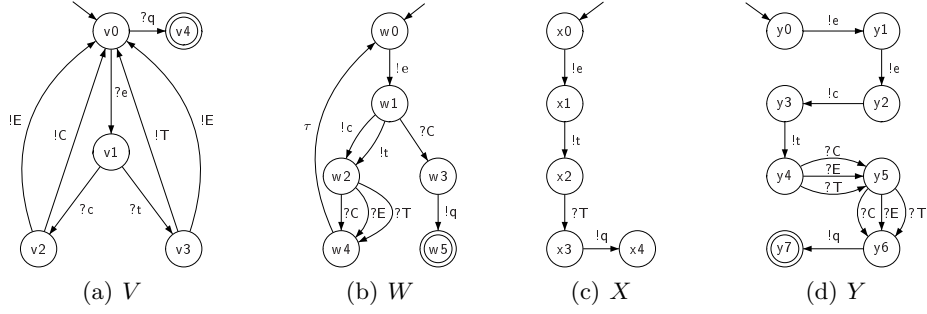 v0 ?q v4 w0 x0 y0 !e y1
?e !e !e !e
!E !C !T !E τ w1 x1 y3 !c y2
v1 !c !t ?C !t !t
?c ?t w2 w3 x2 y4 ?C ?E ?T y5
?C ?E ?T !q ?T ?C ?E ?T
v2 v3 w4 w5 x3 !q x4 y7 !q y6
(a) V (b) W (c) X (d) Y